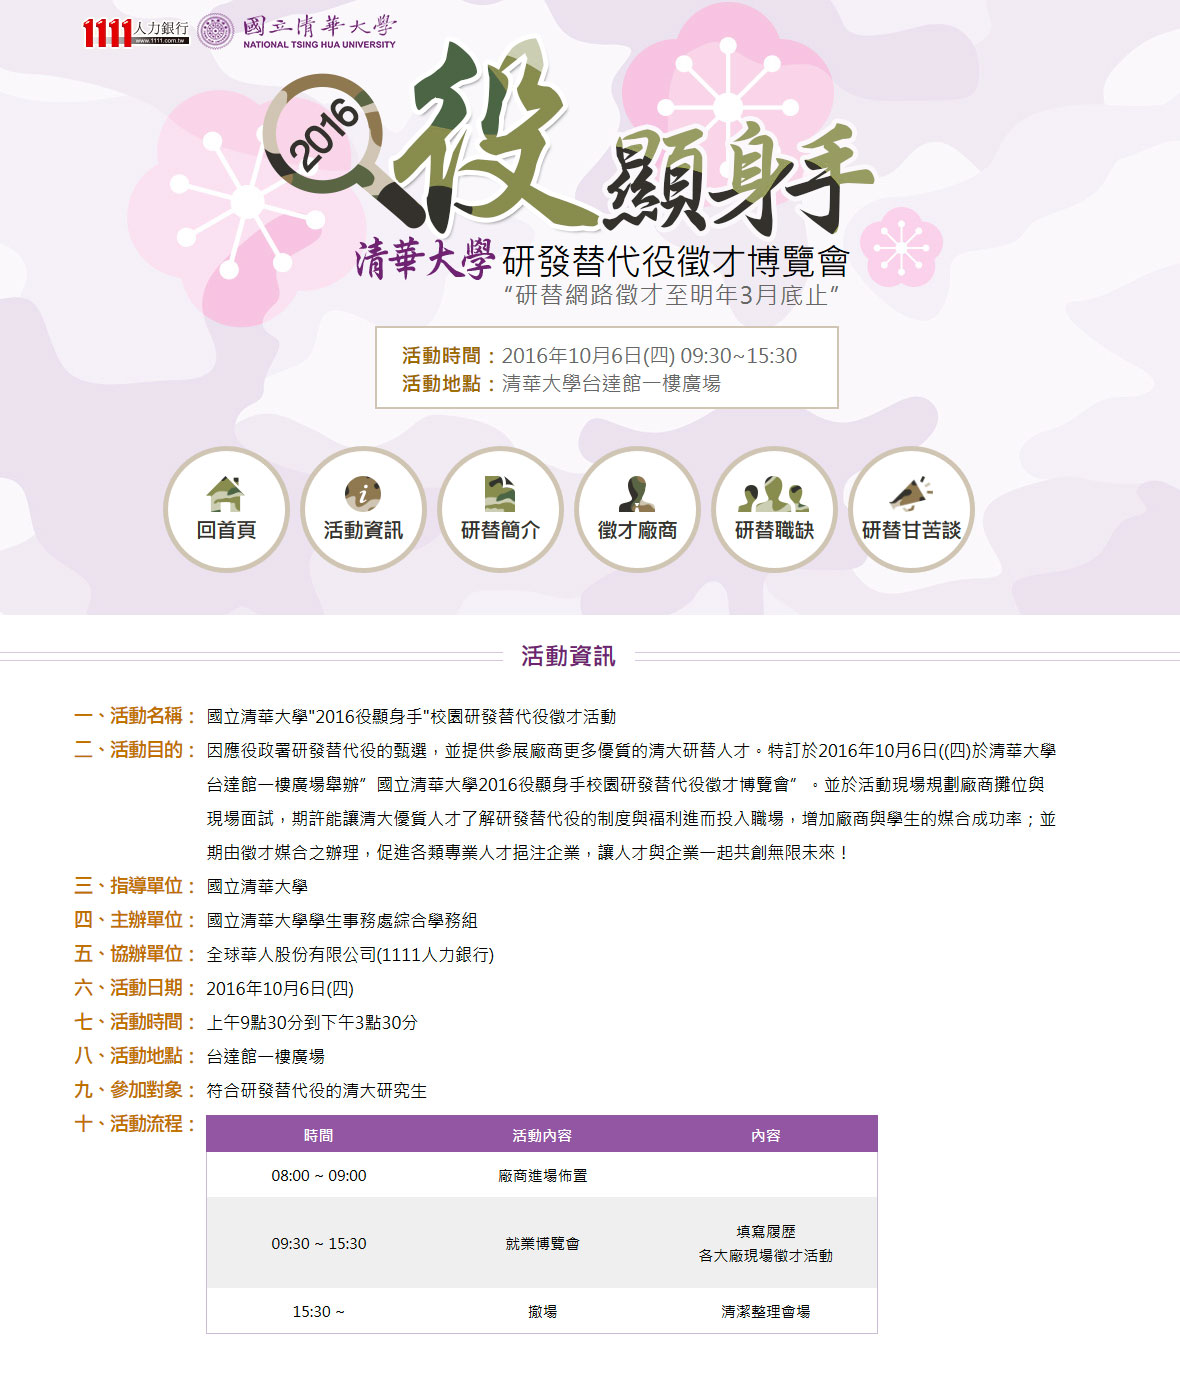 1111人力銀行
www.1111.com.tw
國立清華大學
NATIONAL TSING HUA UNIVERSITY
2016
役顯身手
清華大學 研發替代役徵才博覽會
“研替網路徵才至明年3月底止”
活動時間：2016年10月6日(四) 09:30~15:30
活動地點：清華大學台達館一樓廣場
回首頁 活動資訊 研替簡介 徵才廠商 研替職缺 研替甘苦談
活動資訊
一、活動名稱： 國立清華大學"2016役顯身手"校園研發替代役徵才活動
二、活動目的： 因應役政署研發替代役的甄選，並提供參展廠商更多優質的清大研替人才。特訂於2016年10月6日((四)於清華大學
台達館一樓廣場舉辦”國立清華大學2016役顯身手校園研發替代役徵才博覽會”。並於活動現場規劃廠商攤位與
現場面試，期許能讓清大優質人才了解研發替代役的制度與福利進而投入職場，增加廠商與學生的媒合成功率；並
期由徵才媒合之辦理，促進各類專業人才挹注企業，讓人才與企業一起共創無限未來！
三、指導單位： 國立清華大學
四、主辦單位： 國立清華大學學生事務處綜合學務組
五、協辦單位： 全球華人股份有限公司(1111人力銀行)
六、活動日期： 2016年10月6日(四)
七、活動時間： 上午9點30分到下午3點30分
八、活動地點： 台達館一樓廣場
九、參加對象： 符合研發替代役的清大研究生
十、活動流程：
時間 活動內容 內容
08:00 ~ 09:00 廠商進場佈置
09:30 ~ 15:30 就業博覽會 填寫履歷
各大廠現場徵才活動
15:30 ~ 撤場 清潔整理會場